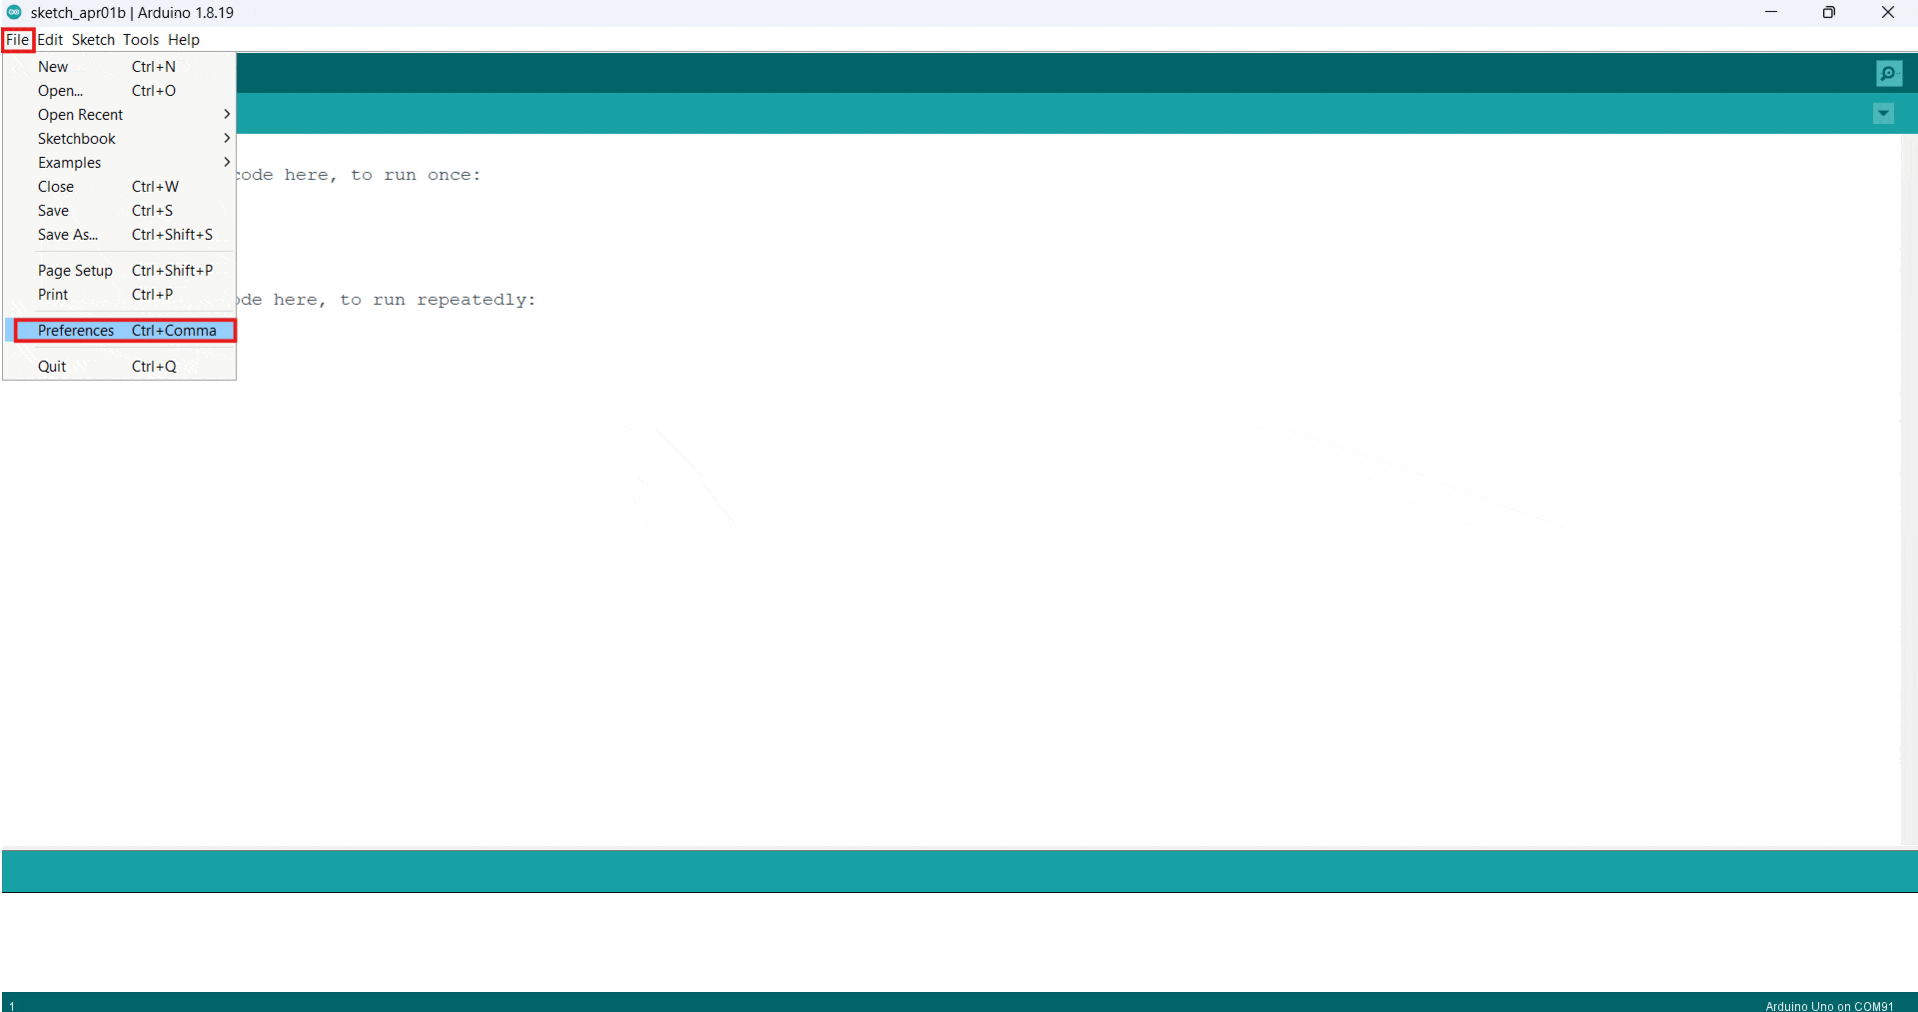 sketch_apr01b | Arduino 1.8.19
File Edit Sketch Tools Help
New Ctrl+N
Open... Ctrl+O
Open Recent
Sketchbook
Examples
code here, to run once:
Close Ctrl+W
Save Ctrl+S
Save As... Ctrl+Shift+S
Page Setup Ctrl+Shift+P
Print Ctrl+P
de here, to run repeatedly:
Preferences Ctrl+Comma
Quit Ctrl+Q
1 Arduino Uno on COM91